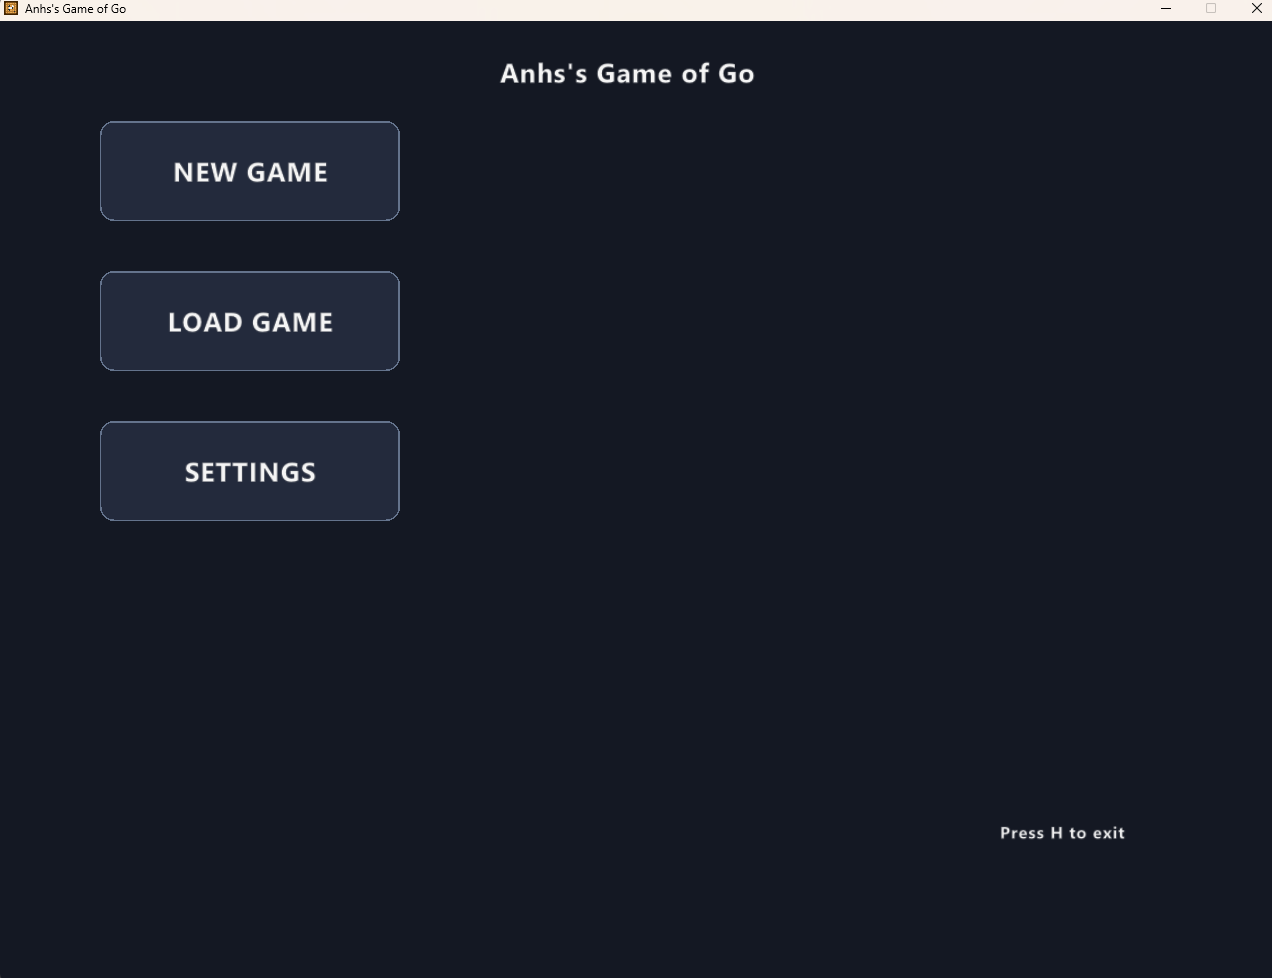 Anhs's Game of Go
Anhs's Game of Go
NEW GAME
LOAD GAME
SETTINGS
Press H to exit